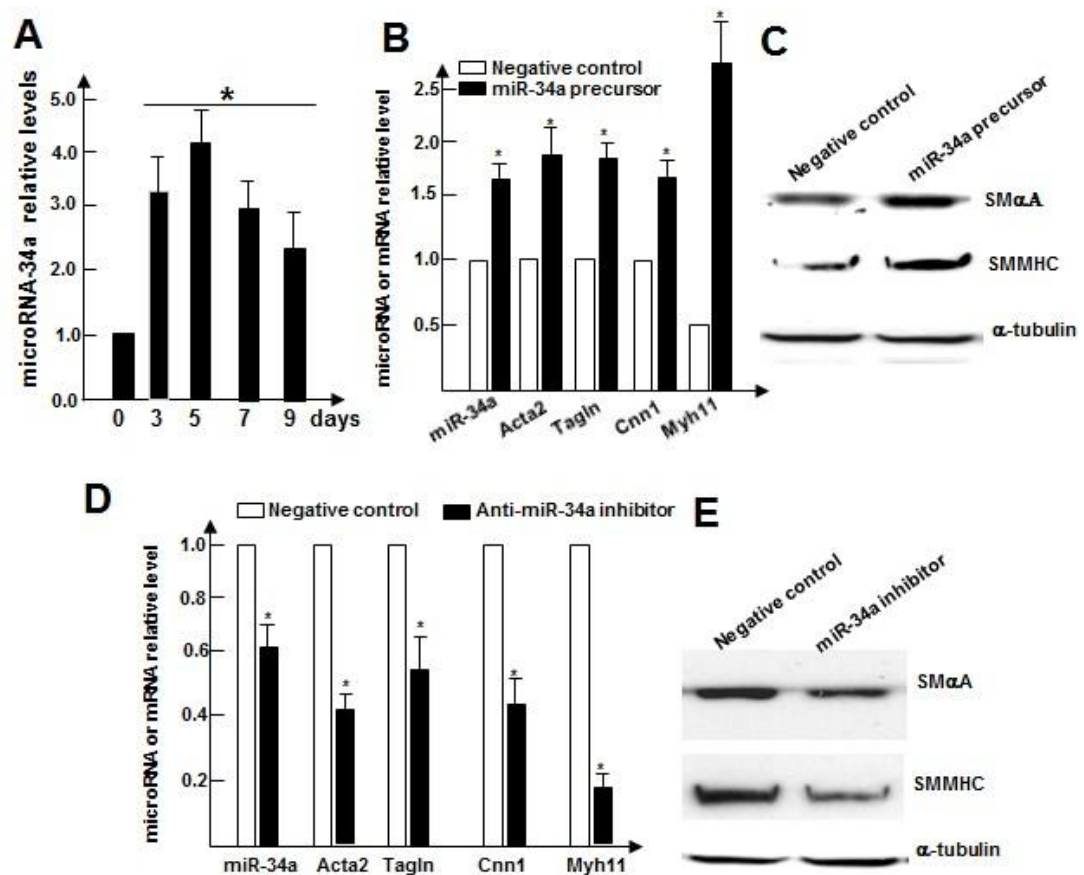 A
microRNA-34a relative levels
5.0
4.0
3.0
2.0
1.0
0.0
*
0 3 5 7 9 days
B
microRNA or mRNA relative level
Negative control
miR-34a precursor
2.5
2.0
1.5
1.0
0.5
* * * * *
miR-34a Acta2 Tagln Cnn1 Myh11
C
Negative control miR-34a precursor
SMαA
SMMHC
α-tubulin
D
Negative control Anti-miR-34a inhibitor
microRNA or mRNA relative level
1.0
0.6
0.4
0.2
* * * * *
miR-34a Acta2 Tagln Cnn1 Myh11
E
Negative control miR-34a inhibitor
SMαA
SMMHC
α-tubulin